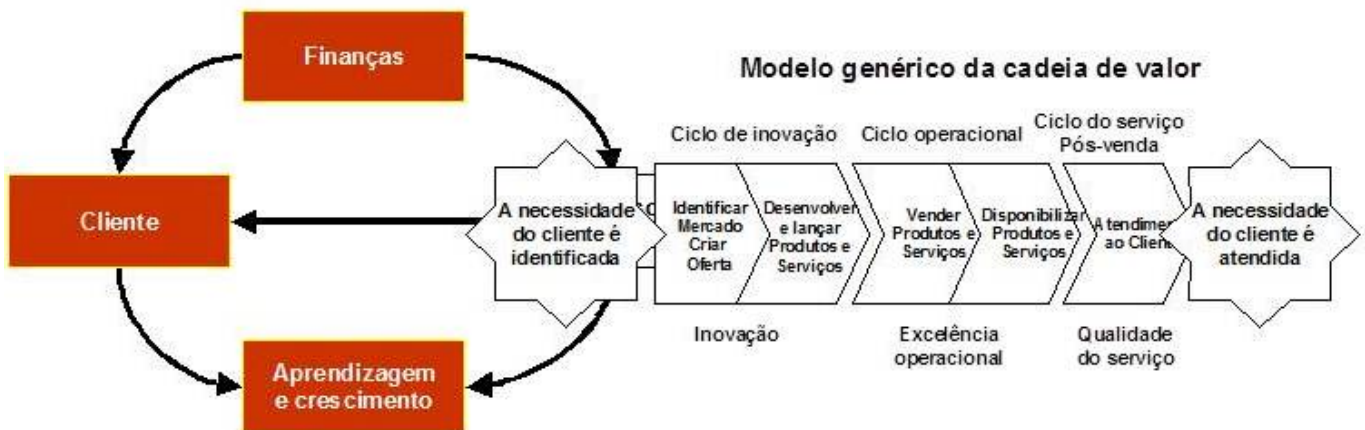 Finanças
Modelo genérico da cadeia de valor
Ciclo de inovação
Ciclo operacional
Ciclo do serviço
Pós-venda
Cliente
A necessidade
do cliente é
identificada
Identificar
Mercado
Criar
Oferta
Desenvolver
e lançar
Produtos e
Serviços
Vender
Produtos e
Serviços
Disponibilizar
Produtos e
Serviços
ao Client
A necessidade
do cliente é
atendida
Inovação
Excelência
operacional
Qualidade
do serviço
Aprendizagem
e crescimento